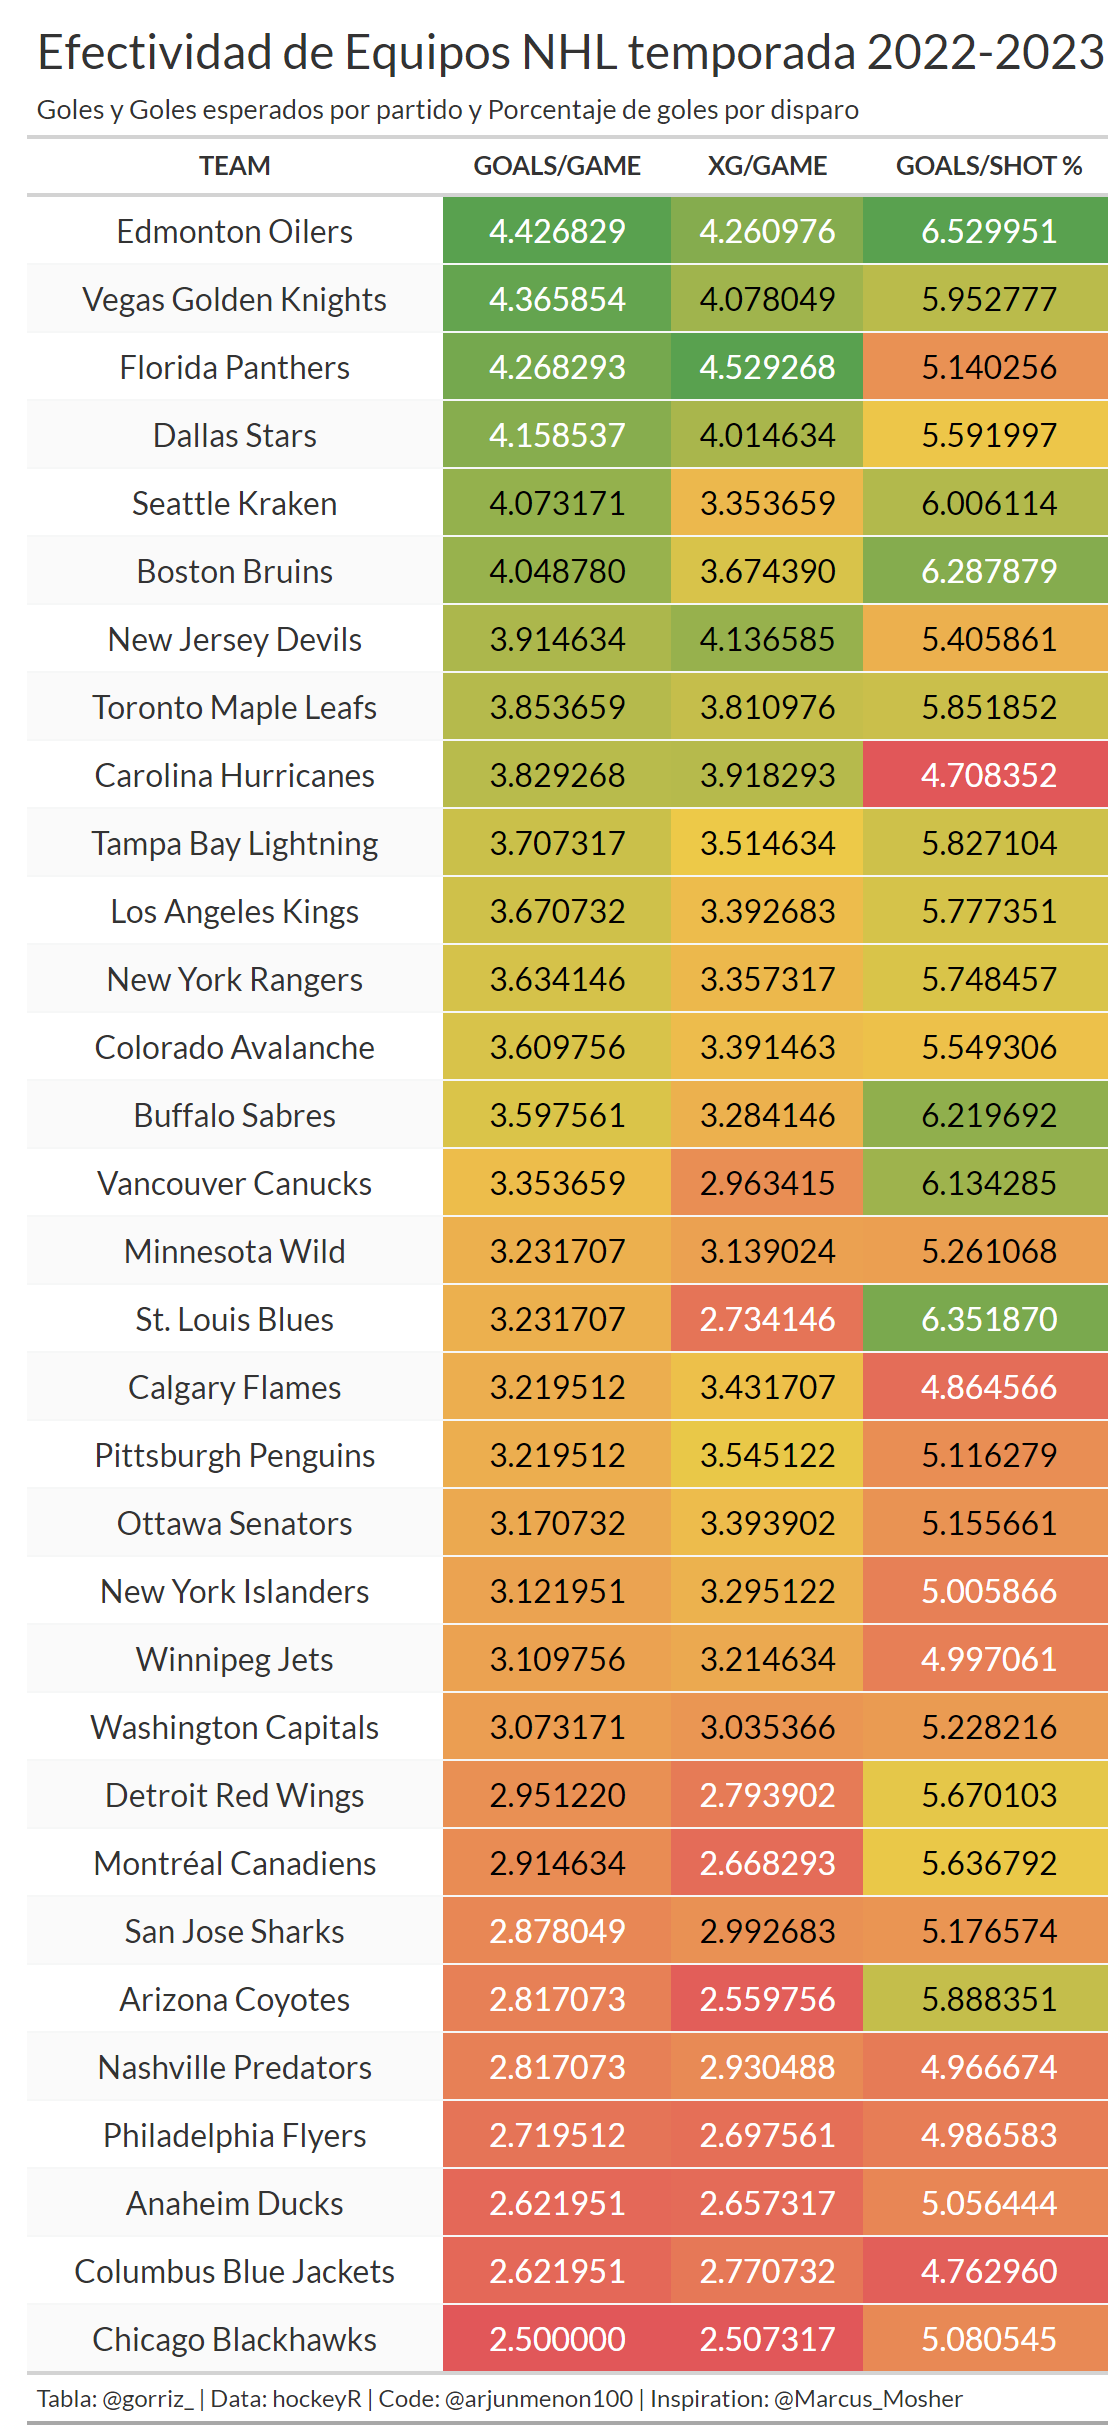 Efectividad de Equipos NHL temporada 2022-2023
Goles y Goles esperados por partido y Porcentaje de goles por disparo
TEAM GOALS/GAME XG/GAME GOALS/SHOT %
Edmonton Oilers 4.426829 4.260976 6.529951
Vegas Golden Knights 4.365854 4.078049 5.952777
Florida Panthers 4.268293 4.529268 5.140256
Dallas Stars 4.158537 4.014634 5.591997
Seattle Kraken 4.073171 3.353659 6.006114
Boston Bruins 4.048780 3.674390 6.287879
New Jersey Devils 3.914634 4.136585 5.405861
Toronto Maple Leafs 3.853659 3.810976 5.851852
Carolina Hurricanes 3.829268 3.918293 4.708352
Tampa Bay Lightning 3.707317 3.514634 5.827104
Los Angeles Kings 3.670732 3.392683 5.777351
New York Rangers 3.634146 3.357317 5.748457
Colorado Avalanche 3.609756 3.391463 5.549306
Buffalo Sabres 3.597561 3.284146 6.219692
Vancouver Canucks 3.353659 2.963415 6.134285
Minnesota Wild 3.231707 3.139024 5.261068
St. Louis Blues 3.231707 2.734146 6.351870
Calgary Flames 3.219512 3.431707 4.864566
Pittsburgh Penguins 3.219512 3.545122 5.116279
Ottawa Senators 3.170732 3.393902 5.155661
New York Islanders 3.121951 3.295122 5.005866
Winnipeg Jets 3.109756 3.214634 4.997061
Washington Capitals 3.073171 3.035366 5.228216
Detroit Red Wings 2.951220 2.793902 5.670103
Montréal Canadiens 2.914634 2.668293 5.636792
San Jose Sharks 2.878049 2.992683 5.176574
Arizona Coyotes 2.817073 2.559756 5.888351
Nashville Predators 2.817073 2.930488 4.966674
Philadelphia Flyers 2.719512 2.697561 4.986583
Anaheim Ducks 2.621951 2.657317 5.056444
Columbus Blue Jackets 2.621951 2.770732 4.762960
Chicago Blackhawks 2.500000 2.507317 5.080545
Tabla: @gorriz_ | Data: hockeyR | Code: @arjunmenon100 | Inspiration: @Marcus_Mosher